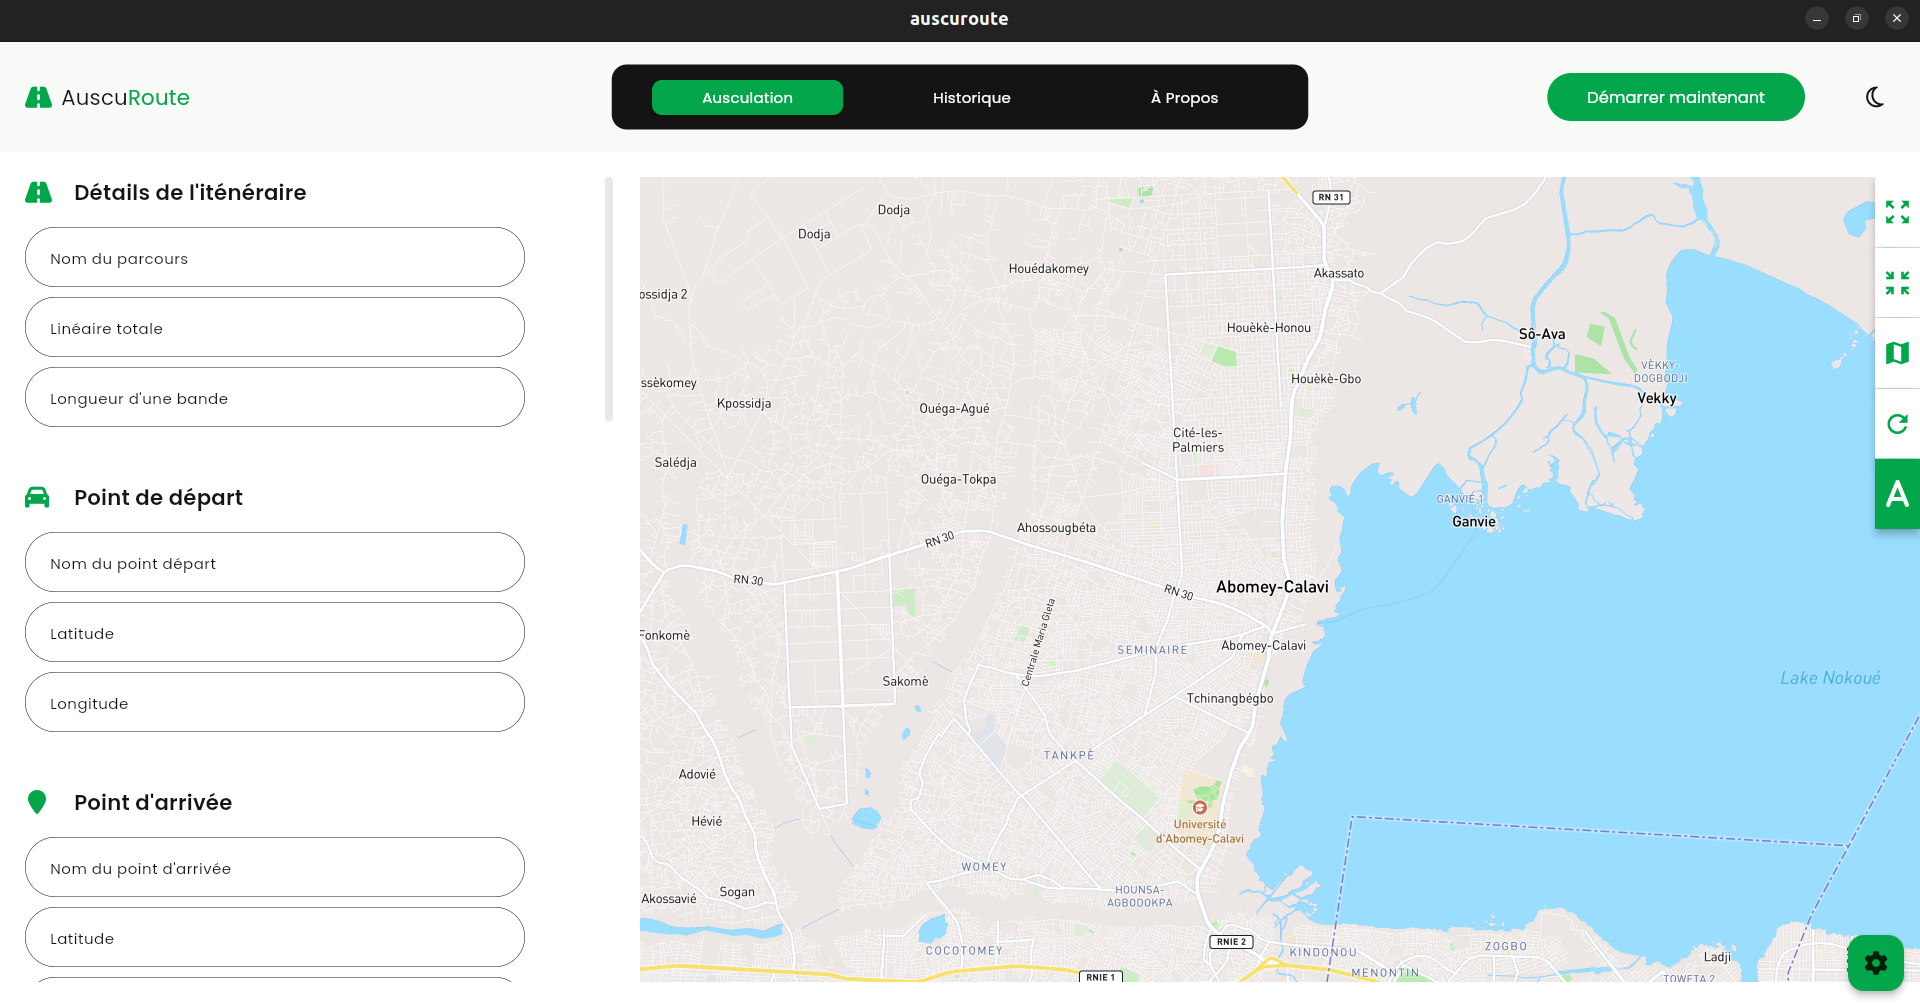 auscuroute
AuscuRoute
Ausculation
Historique
À Propos
Démarrer maintenant
Détails de l'iténéraire
Nom du parcours
Linéaire totale
Longueur d'une bande
Point de départ
Nom du point départ
Latitude
Longitude
Point d'arrivée
Nom du point d'arrivée
Latitude
RN 31
Dodja
Dodja
Houédakomey
Akassato
ossidja 2
Houèkè-Honou
Sô-Ava
VÈKKY-
DOGBODJI
Vekky
ssèkomey
Houèkè-Gbo
Kpossidja
Ouéga-Agué
Cité-les-
Palmiers
Salédja
Ouéga-Tokpa
GANVIÉ 1
Ganvie
A
Ahossougbéta
RN 30
RN 30
RN 30
Abomey-Calavi
Centrale Maria Gleta
Fonkomè
SEMINAIRE
Abomey-Calavi
Sakomè
Lake Nokoué
Tchinangbégbo
TANKPÈ
Adovié
Hévié
Université
d'Abomey-Calavi
WOMEY
Akossavié
Sogan
HOUNSA-
AGBODOKPA
RNIE 2
COCOTOMEY
KINDONOU
ZOGBO
Ladji
MENONTIN
RNIE 1
TOWETA 2